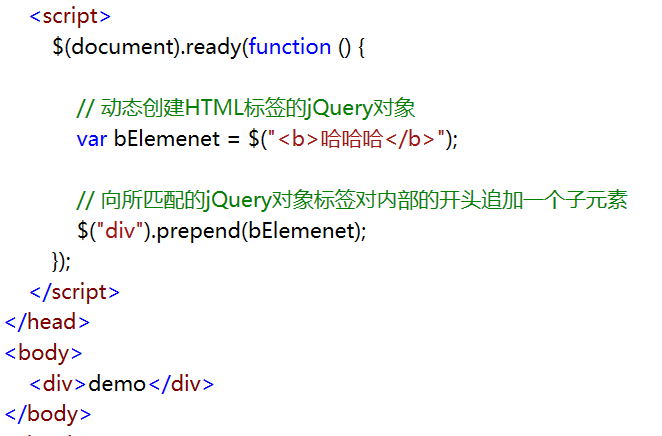 <script>
$(document).ready(function () {
// 动态创建HTML标签的jQuery对象
var bElemenet = $("<b>哈哈哈</b>");
// 向所匹配的jQuery对象标签对内部的开头追加一个子元素
$("div").prepend(bElemenet);
});
</script>
</head>
<body>
<div>demo</div>
</body>